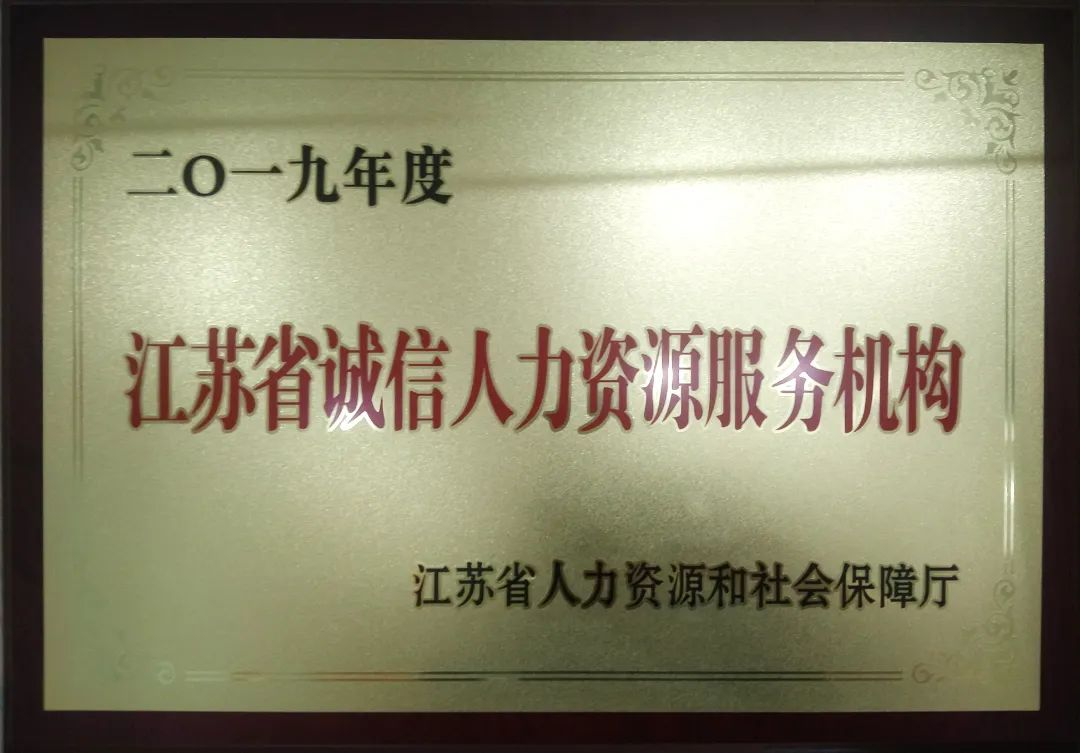 二〇一九年度
江苏省诚信人力资源服务机构
江苏省人力资源和社会保障厅